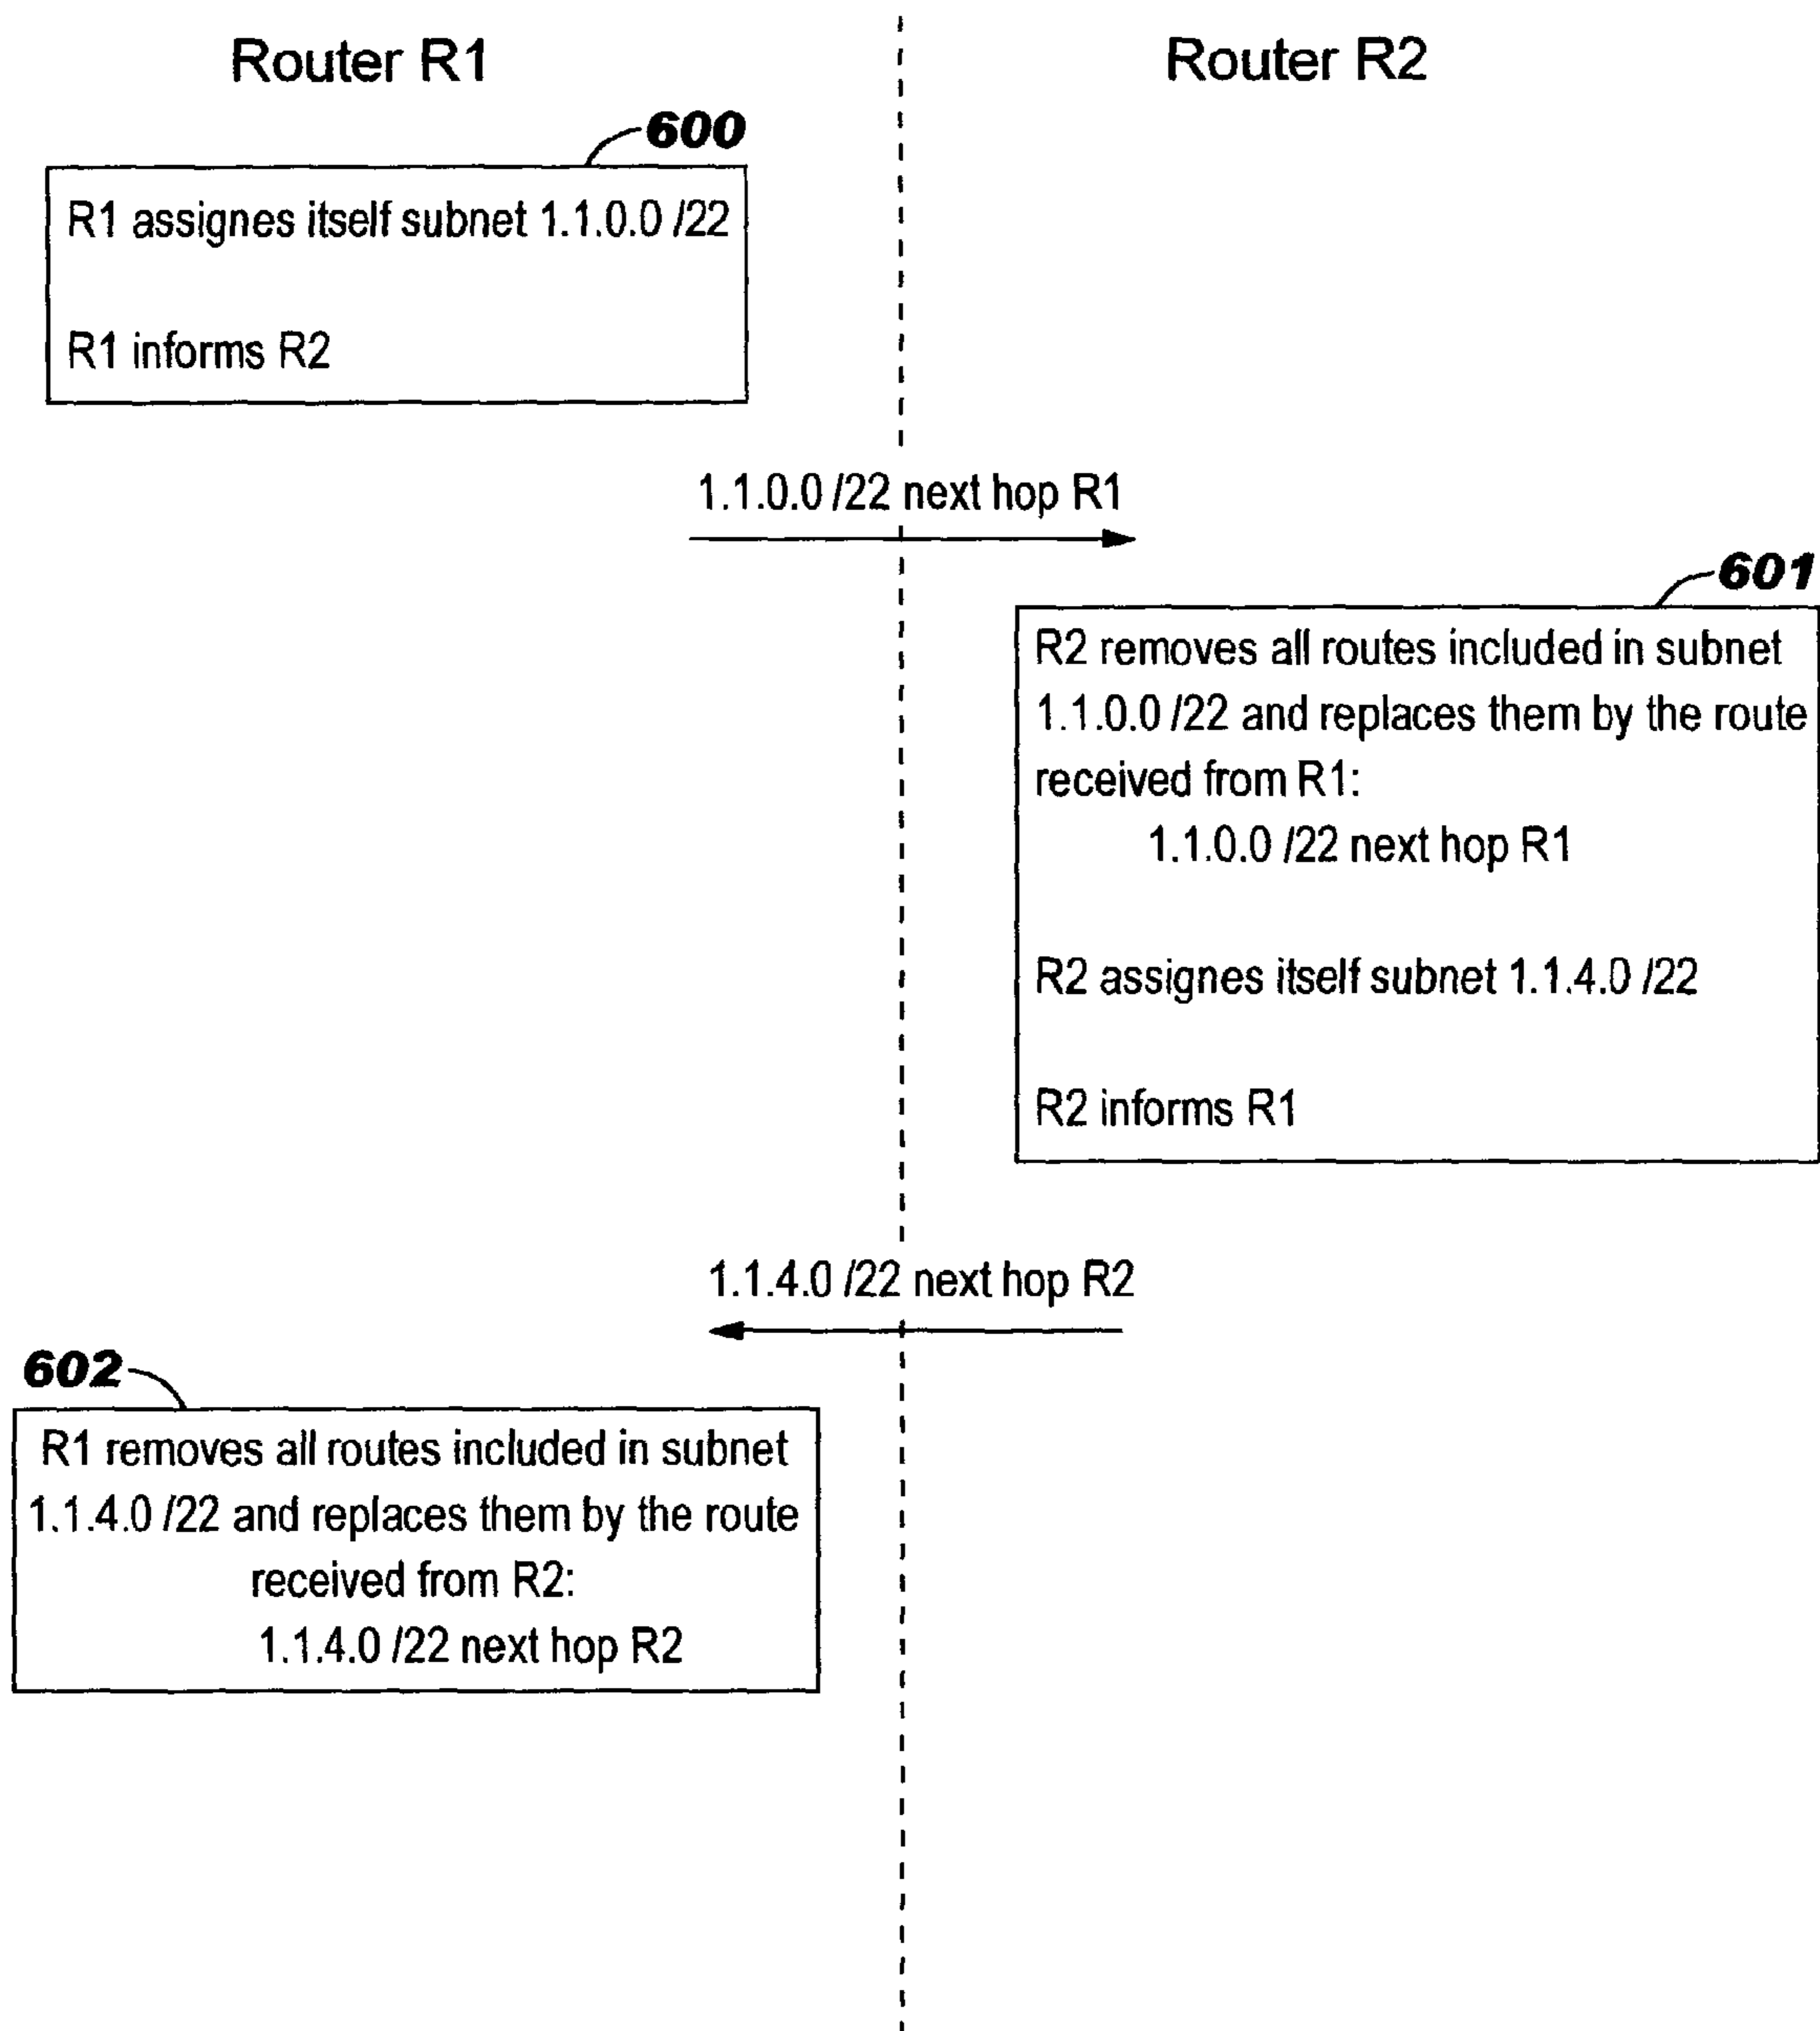 Router R1
Router R2
600
R1 assignes itself subnet 1.1.0.0 /22
R1 informs R2
1.1.0.0 /22 next hop R1
601
R2 removes all routes included in subnet
1.1.0.0 /22 and replaces them by the route
received from R1:
1.1.0.0 /22 next hop R1
R2 assignes itself subnet 1.1.4.0 /22
R2 informs R1
1.1.4.0 /22 next hop R2
602
R1 removes all routes included in subnet
1.1.4.0 /22 and replaces them by the route
received from R2:
1.1.4.0 /22 next hop R2